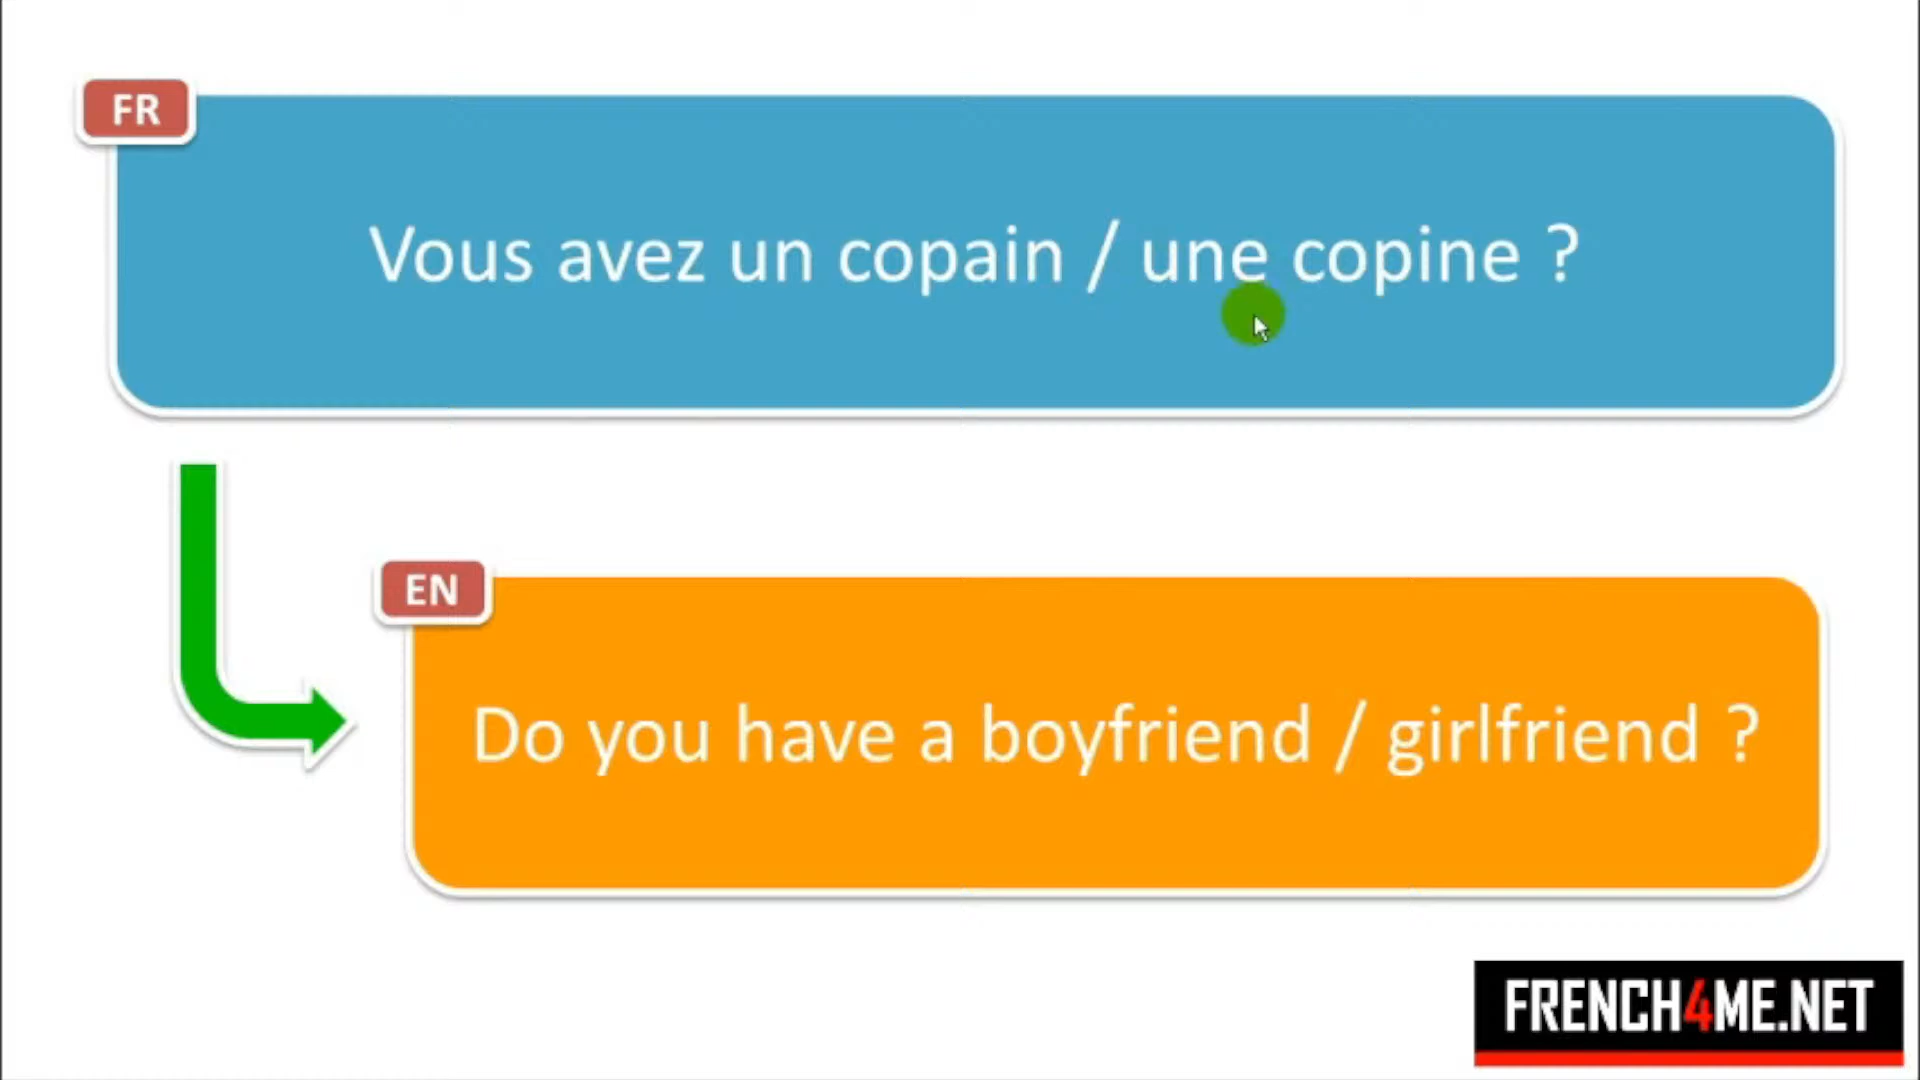 FR
Vous avez un copain / une copine ?
EN
Do you have a boyfriend / girlfriend ?
FRENCH4ME.NET